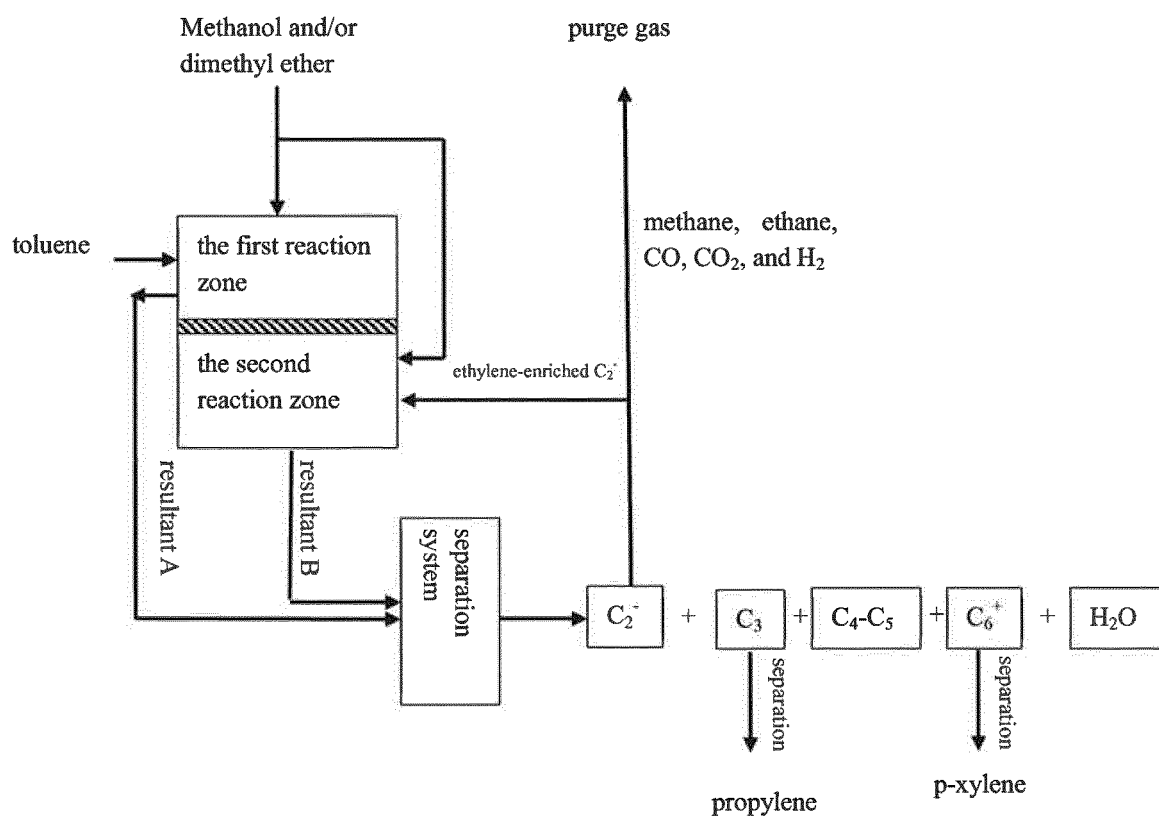 Methanol and/or
dimethyl ether
purge gas
toluene
the first reaction
zone
methane, ethane,
CO, CO₂, and H₂
the second
reaction zone
ethylene-enriched C₂⁻
resultant A
resultant B
separation
system
C₂⁻ + C₃ + C₄-C₅ + C₆⁺ + H₂O
separation
separation
propylene
p-xylene